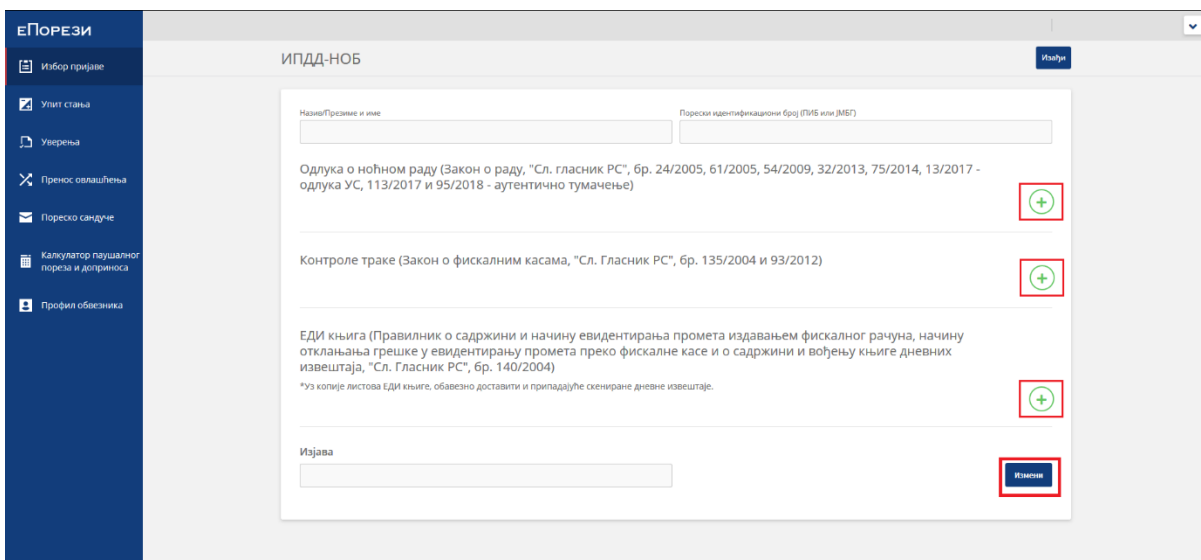 еПорези
Избор пријаве
Упит стања
Уверења
Пренос овлашћења
Пореско сандуче
Калкулатор паушалног
пореза и доприноса
Профил обвезника
ИПДД-НОБ
Изађи
Назив/Презиме и име
Порески идентификациони број (ПИБ или ЈМБГ)
Одлука о ноћном раду (Закон о раду, "Сл. гласник РС", бр. 24/2005, 61/2005, 54/2009, 32/2013, 75/2014, 13/2017 -
одлука УС, 113/2017 и 95/2018 - аутентично тумачење)
Контроле траке (Закон о фискалним касама, "Сл. Гласник РС", бр. 135/2004 и 93/2012)
ЕДИ књига (Правилник о садржини и начину евидентирања промета издавањем фискалног рачуна, начину
отклањања грешке у евидентирању промета преко фискалне касе и о садржини и вођењу књиге дневних
извештаја, "Сл. Гласник РС", бр. 140/2004)
*Уз копије листова ЕДИ књиге, обавезно доставити и припадајуће скениране дневне извештаје.
Изјава
Измени